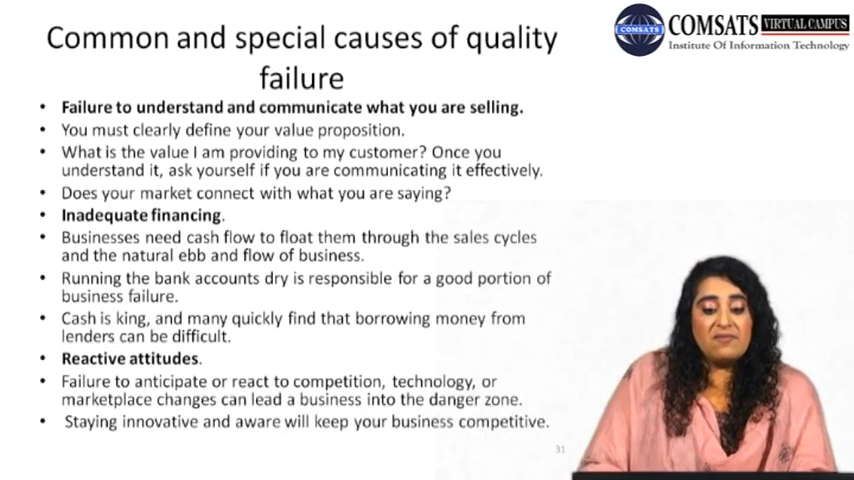 Common and special causes of quality
failure
COMSATS VIRTUAL CAMPUS
COMSATS
Institute Of Information Technology
• Failure to understand and communicate what you are selling.
• You must clearly define your value proposition.
• What is the value I am providing to my customer? Once you
understand it, ask yourself if you are communicating it effectively.
• Does your market connect with what you are saying?
• Inadequate financing.
• Businesses need cash flow to float them through the sales cycles
and the natural ebb and flow of business.
• Running the bank accounts dry is responsible for a good portion of
business failure.
• Cash is king, and many quickly find that borrowing money from
lenders can be difficult.
• Reactive attitudes.
• Failure to anticipate or react to competition, technology, or
marketplace changes can lead a business into the danger zone.
• Staying innovative and aware will keep your business competitive.
31